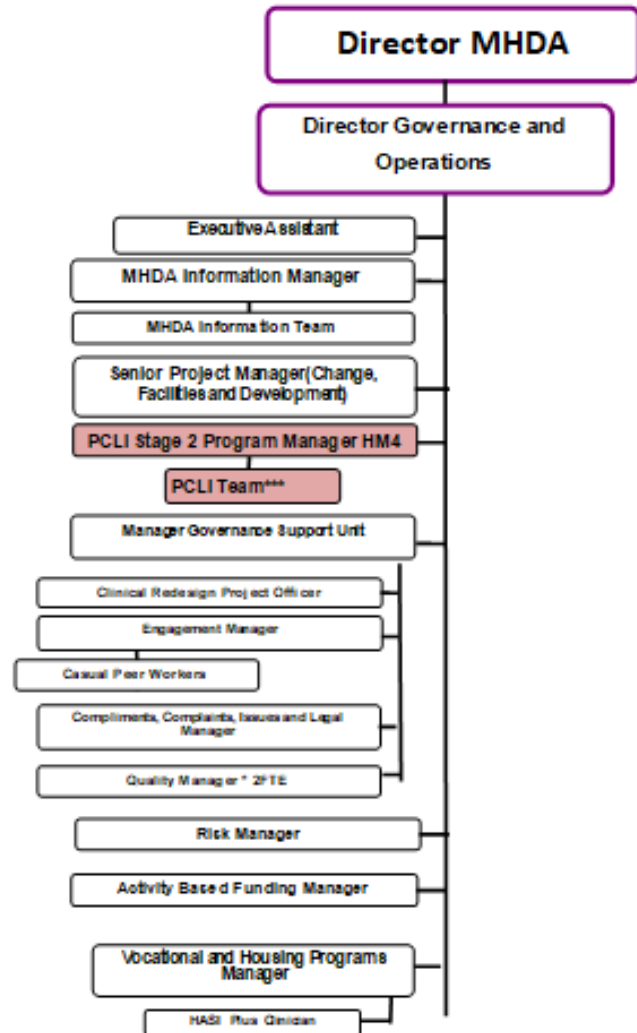 Director MHDA
Director Governance and
Operations
Executive Assistant
MHDA Information Manager
MHDA Information Team
Senior Project Manager(Change,
Facilities and Development)
PCLI Stage 2 Program Manager HM4
PCLI Team***
Manager Governance Support Unit
Clinical Redesign Project Officer
Engagement Manager
Casual Peer Workers
Compliments, Complaints, Issues and Legal
Manager
Quality Manager * 2FTE
Risk Manager
Activity Based Funding Manager
Vocational and Housing Programs
Manager
HASI Plus Clinician